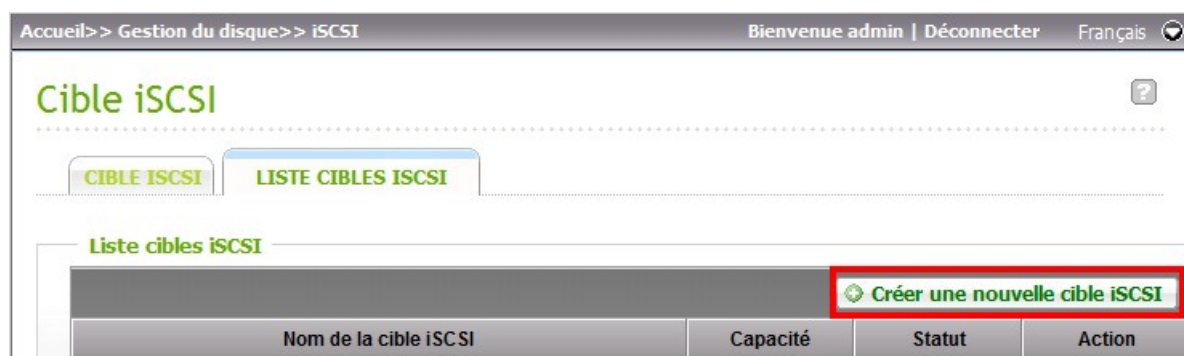 Accueil>> Gestion du disque>> iSCSI Bienvenue admin | Déconnecter Français
Cible iSCSI ?
CIBLE ISCSI LISTE CIBLES ISCSI
Liste cibles iSCSI
Créer une nouvelle cible iSCSI
Nom de la cible iSCSI Capacité Statut Action